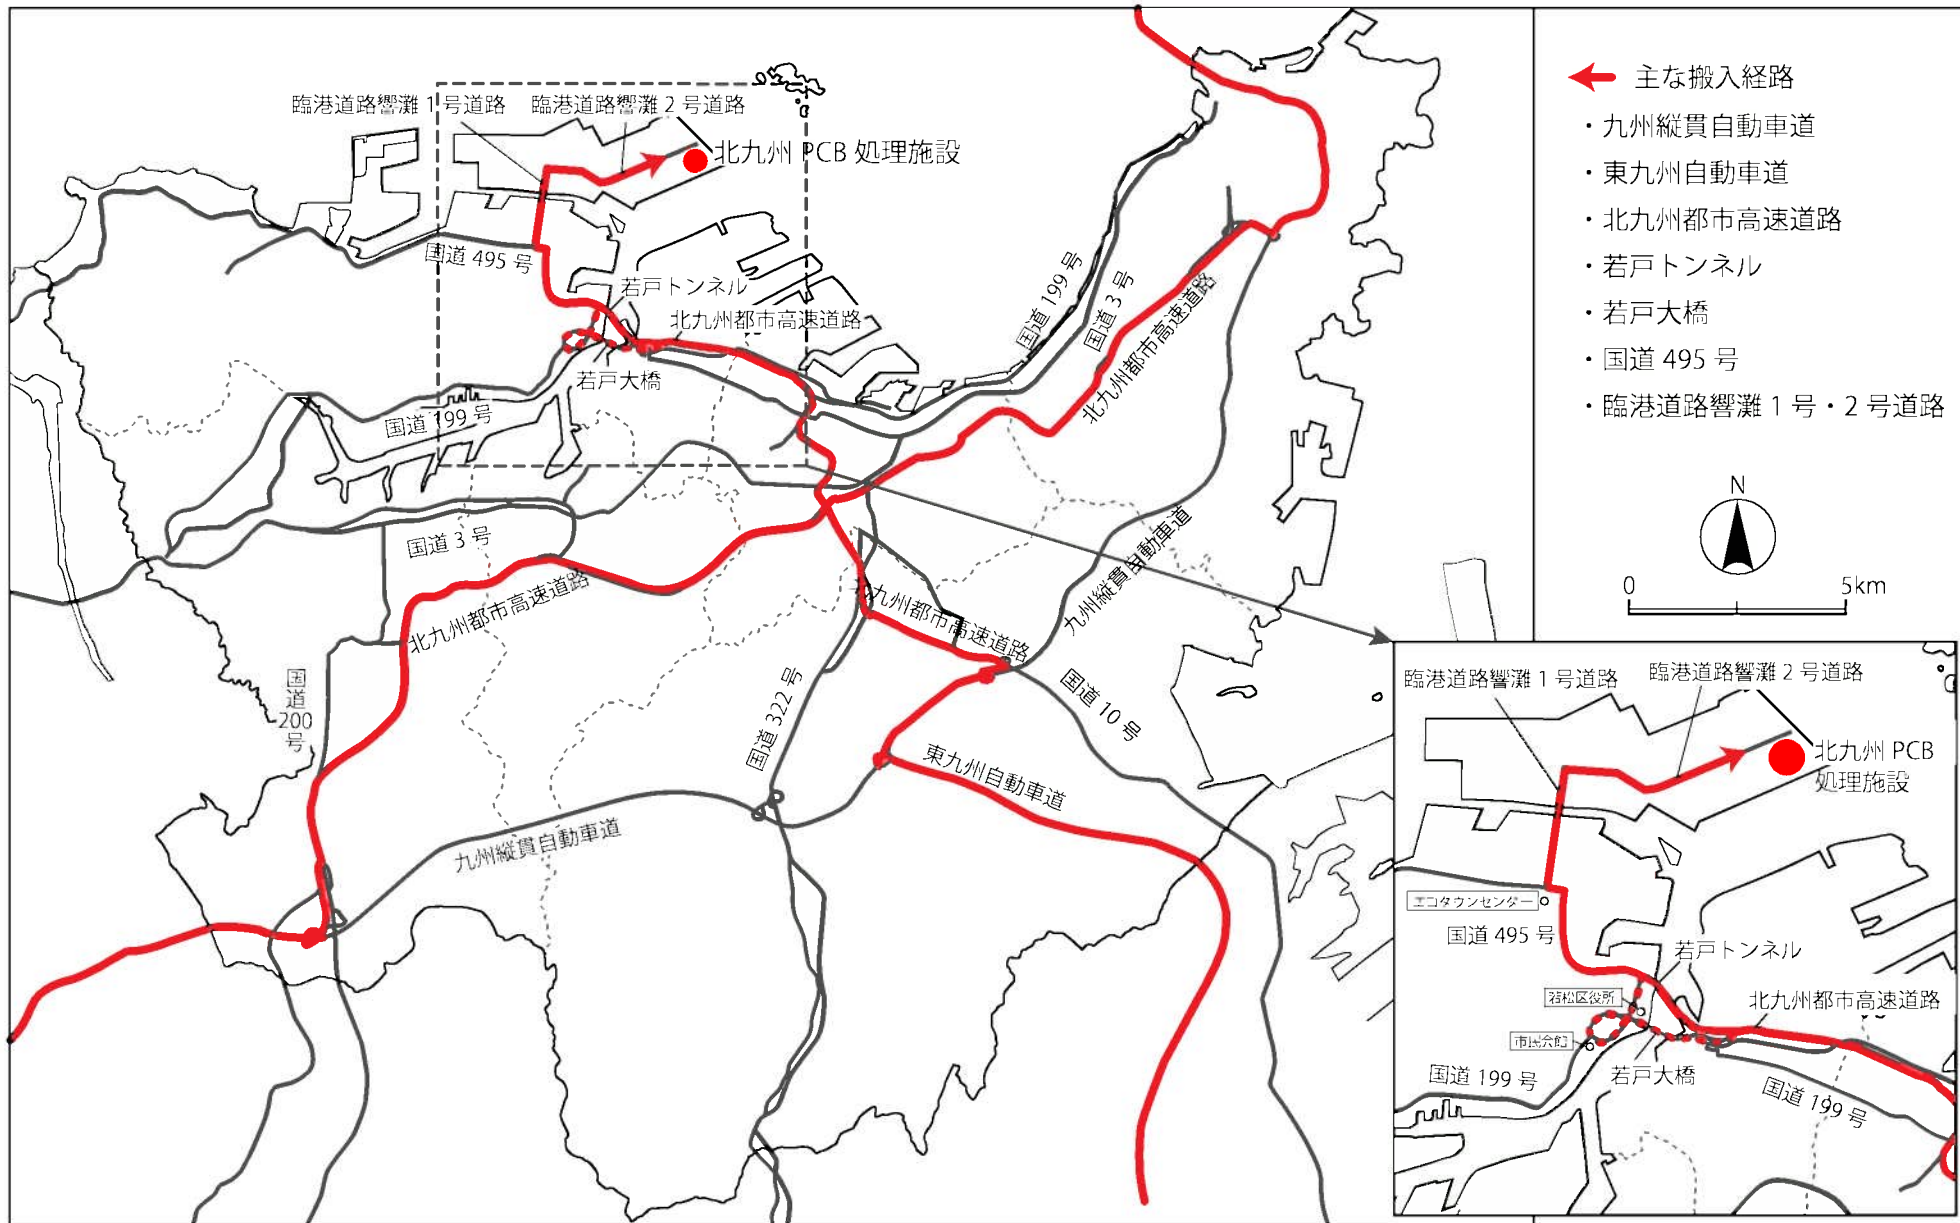 臨港道路響灘 1 号道路
臨港道路響灘 2 号道路
北九州 PCB 処理施設
国道 495 号
若戸トンネル
北九州都市高速道路
若戸大橋
国道 199 号
国道 199 号
国道 3 号
北九州都市高速道路
国道 3 号
北九州都市高速道路
九州縦貫自動車道
北九州都市高速道路
国道 200 号
国道 322 号
国道 10 号
東九州自動車道
九州縦貫自動車道
主な搬入経路
・九州縦貫自動車道
・東九州自動車道
・北九州都市高速道路
・若戸トンネル
・若戸大橋
・国道 495 号
・臨港道路響灘 1 号・2 号道路
N
0
5km
臨港道路響灘 1 号道路
臨港道路響灘 2 号道路
北九州 PCB
処理施設
エコタウンセンター
国道 495 号
若戸トンネル
若松区役所
北九州都市高速道路
市民会館
若戸大橋
国道 199 号
国道 199 号